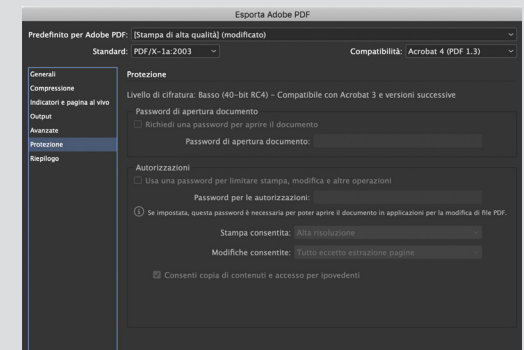 Esporta Adobe PDF
Predefinito per Adobe PDF: [Stampa di alta qualità] (modificato)
Standard: PDF/X-1a:2003 Compatibilità: Acrobat 4 (PDF 1.3)
Generali
Compressione
Indicatori e pagina al vivo
Output
Avanzate
Protezione
Riepilogo
Protezione
Livello di cifratura: Basso (40-bit RC4) - Compatibile con Acrobat 3 e versioni successive
Password di apertura documento
Richiedi una password per aprire il documento
Password di apertura documento:
Autorizzazioni
Usa una password per limitare stampa, modifica e altre operazioni
Password per le autorizzazioni:
Se impostata, questa password è necessaria per poter aprire il documento in applicazioni per la modifica di file PDF.
Stampa consentita: Alta risoluzione
Modifiche consentite: Tutto eccetto estrazione pagine
Consenti copia di contenuti e accesso per ipovedenti